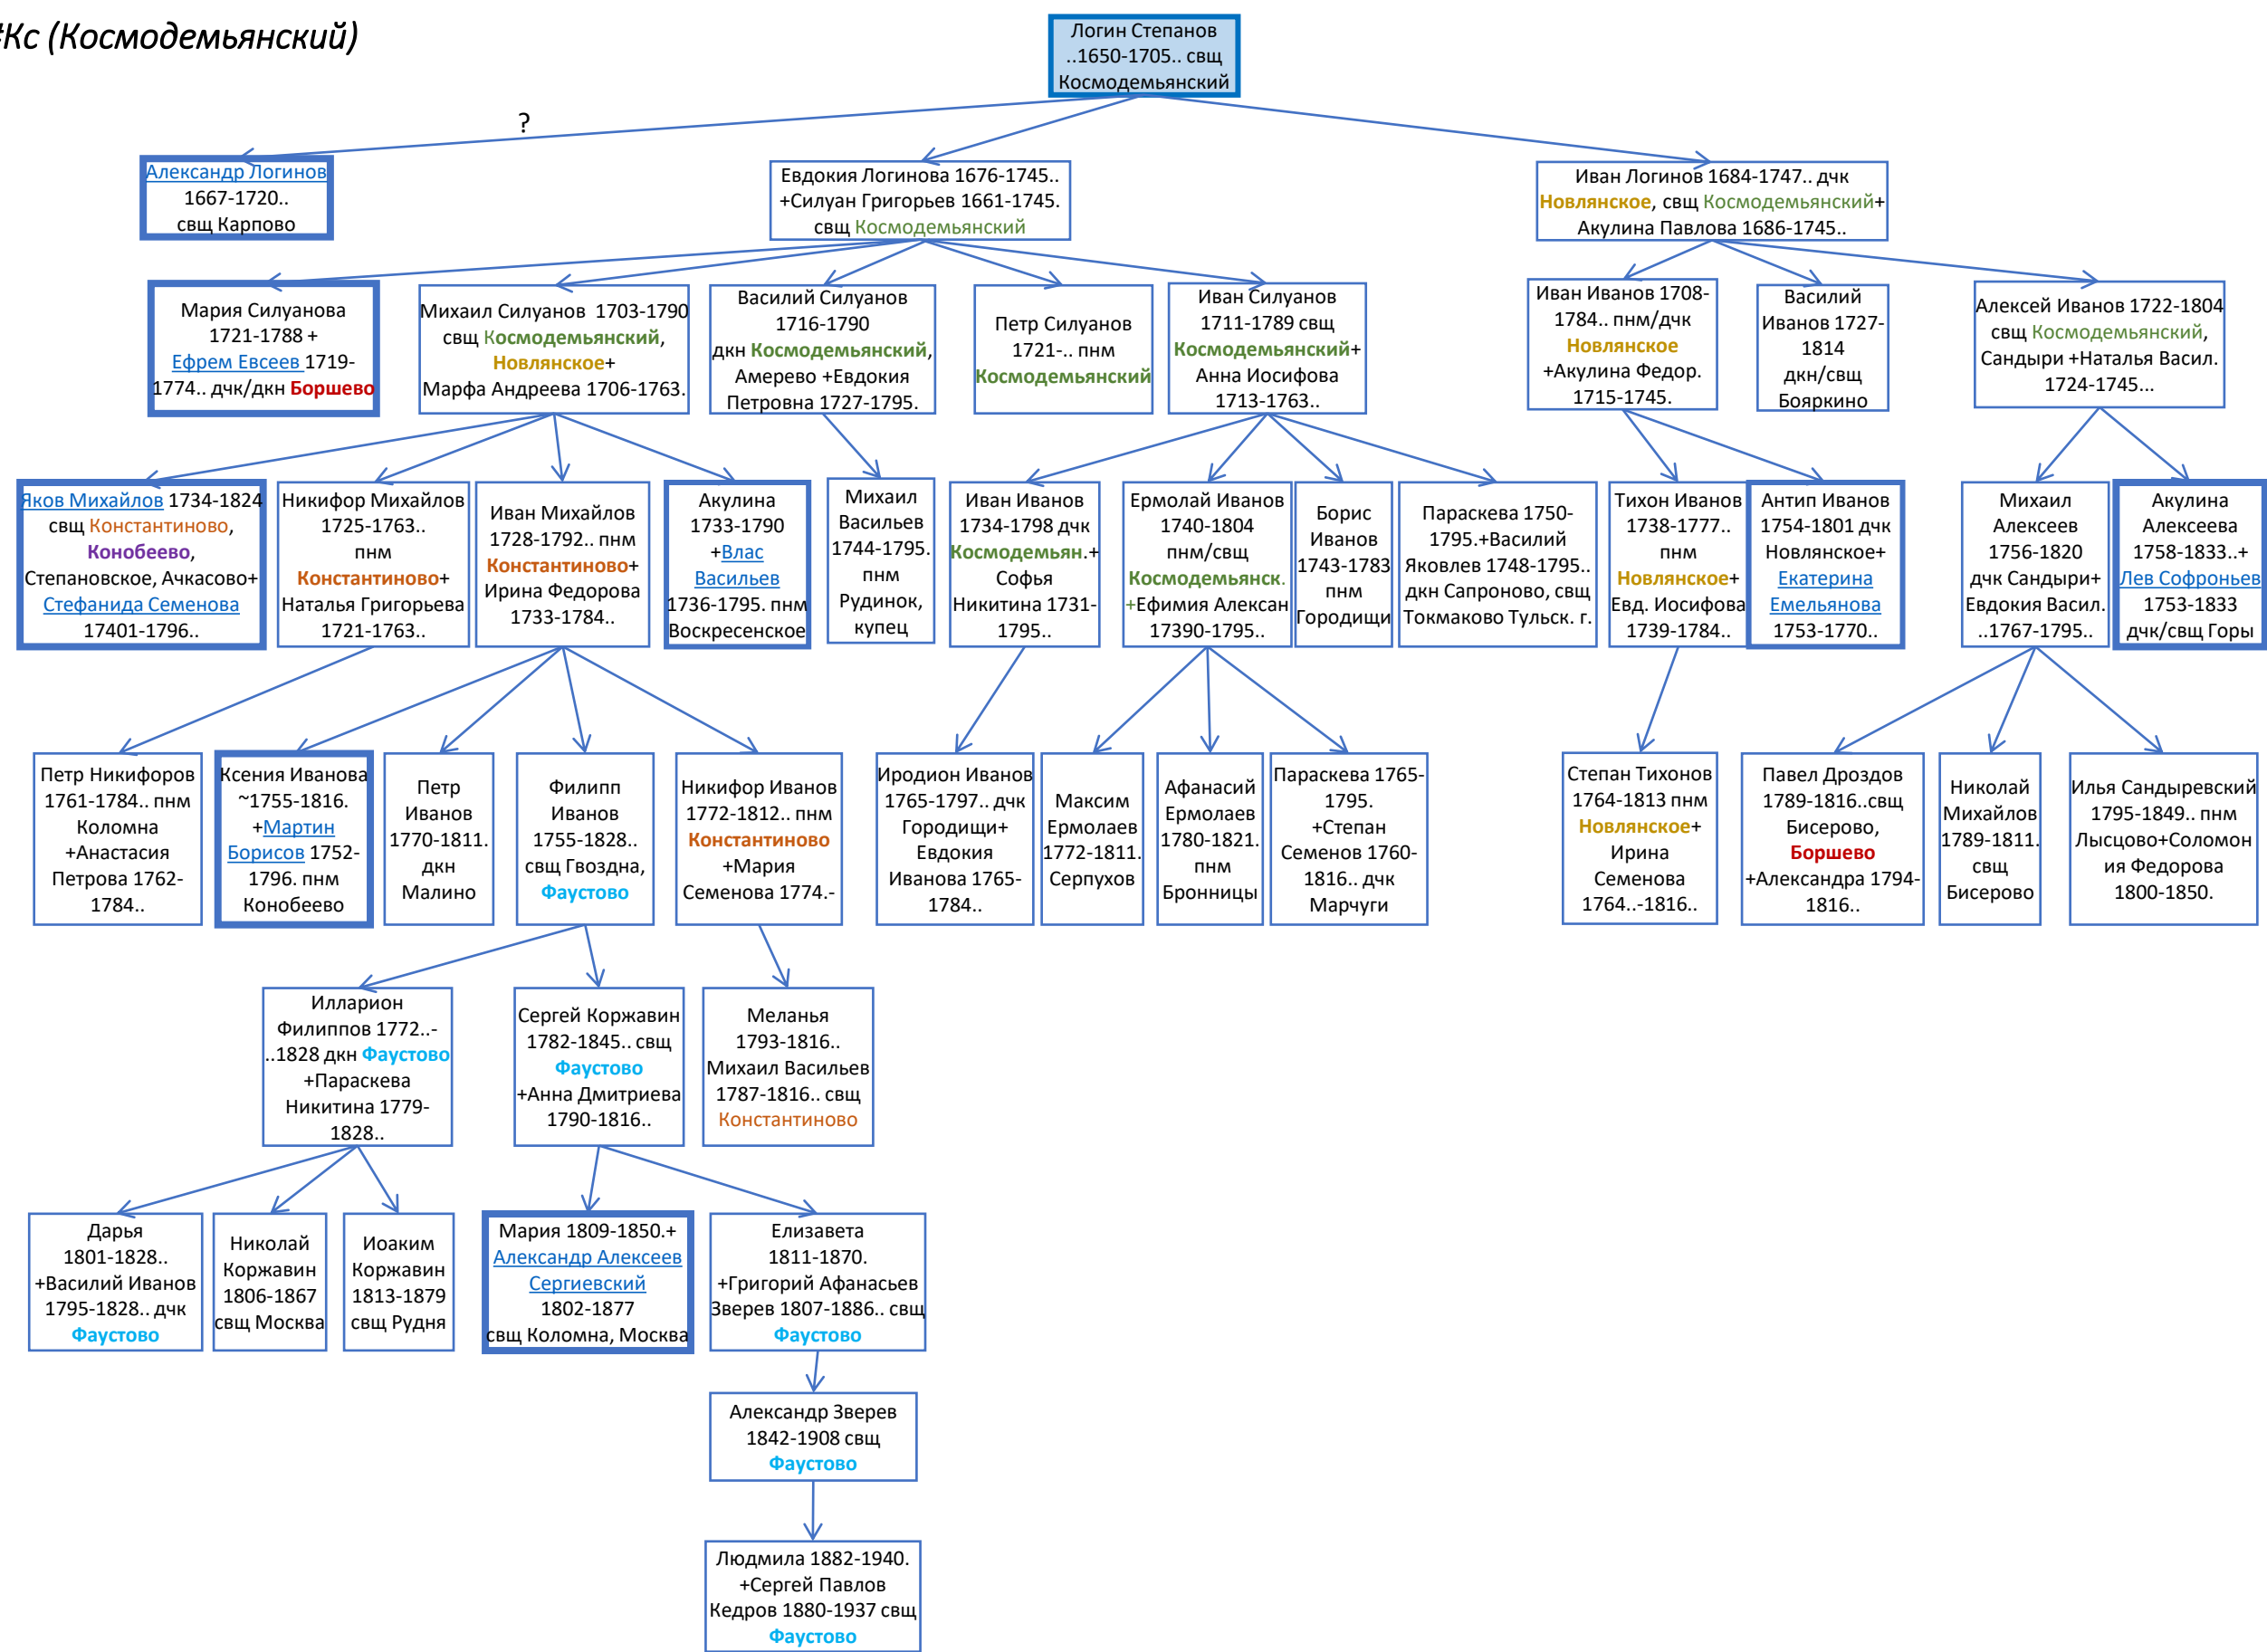 #Кс (Космодемьянский)
Логин Степанов
..1650-1705.. свщ
Космодемьянский
?
Александр Логинов
1667-1720..
свщ Карпово
Евдокия Логинова 1676-1745..
+Силуан Григорьев 1661-1745.
свщ Космодемьянский
Иван Логинов 1684-1747.. дчк
Новлянское, свщ Космодемьянский+
Акулина Павлова 1686-1745..
Мария Силуанова
1721-1788 +
Ефрем Евсеев 1719-
1774.. дчк/дкн Боршево
Михаил Силуанов 1703-1790
свщ Космодемьянский,
Новлянское+
Марфа Андреева 1706-1763.
Василий Силуанов
1716-1790
дкн Космодемьянский,
Амерево +Евдокия
Петровна 1727-1795.
Петр Силуанов
1721-.. пнм
Космодемьянский
Иван Силуанов
1711-1789 свщ
Космодемьянский+
Анна Иосифова
1713-1763..
Иван Иванов 1708-
1784.. пнм/дчк
Новлянское
+Акулина Федор.
1715-1745.
Василий
Иванов 1727-
1814
дкн/свщ
Бояркино
Алексей Иванов 1722-1804
свщ Космодемьянский,
Сандыри +Наталья Васил.
1724-1745...
Яков Михайлов 1734-1824
свщ Константиново,
Конобеево,
Степановское, Ачкасово+
Стефанида Семенова
17401-1796..
Никифор Михайлов
1725-1763..
пнм
Константиново+
Наталья Григорьева
1721-1763..
Иван Михайлов
1728-1792.. пнм
Константиново+
Ирина Федорова
1733-1784..
Акулина
1733-1790
+Влас
Васильев
1736-1795. пнм
Воскресенское
Михаил
Васильев
1744-1795.
пнм
Рудинок,
купец
Иван Иванов
1734-1798 дчк
Космодемьян.+
Софья
Никитина 1731-
1795..
Ермолай Иванов
1740-1804
пнм/свщ
Космодемьянск.
+Ефимия Алексан
17390-1795..
Борис
Иванов
1743-1783
пнм
Городищи
Параскева 1750-
1795.+Василий
Яковлев 1748-1795..
дкн Сапроново, свщ
Токмаково Тульск. г.
Тихон Иванов
1738-1777..
пнм
Новлянское+
Евд. Иосифова
1739-1784..
Антип Иванов
1754-1801 дчк
Новлянское+
Екатерина
Емельянова
1753-1770..
Михаил
Алексеев
1756-1820
дчк Сандыри+
Евдокия Васил.
..1767-1795..
Акулина
Алексеева
1758-1833..+
Лев Софроньев
1753-1833
дчк/свщ Горы
Петр Никифоров
1761-1784.. пнм
Коломна
+Анастасия
Петрова 1762-
1784..
Ксения Иванова
~1755-1816.
+Мартин
Борисов 1752-
1796. пнм
Конобеево
Петр
Иванов
1770-1811.
дкн
Малино
Филипп
Иванов
1755-1828..
свщ Гвоздна,
Фаустово
Никифор Иванов
1772-1812.. пнм
Константиново
+Мария
Семенова 1774.-
Иродион Иванов
1765-1797.. дчк
Городищи+
Евдокия
Иванова 1765-
1784..
Максим
Ермолаев
1772-1811.
Серпухов
Афанасий
Ермолаев
1780-1821.
пнм
Бронницы
Параскева 1765-
1795.
+Степан
Семенов 1760-
1816.. дчк
Марчуги
Степан Тихонов
1764-1813 пнм
Новлянское+
Ирина
Семенова
1764..-1816..
Павел Дроздов
1789-1816..свщ
Бисерово,
Боршево
+Александра 1794-
1816..
Николай
Михайлов
1789-1811.
свщ
Бисерово
Илья Сандыревский
1795-1849.. пнм
Лысцово+Соломон
ия Федорова
1800-1850.
Илларион
Филиппов 1772..-
..1828 дкн Фаустово
+Параскева
Никитина 1779-
1828..
Сергей Коржавин
1782-1845.. свщ
Фаустово
+Анна Дмитриева
1790-1816..
Меланья
1793-1816..
Михаил Васильев
1787-1816.. свщ
Константиново
Дарья
1801-1828..
+Василий Иванов
1795-1828.. дчк
Фаустово
Николай
Коржавин
1806-1867
свщ Москва
Иоаким
Коржавин
1813-1879
свщ Рудня
Мария 1809-1850.+
Александр Алексеев
Сергиевский
1802-1877
свщ Коломна, Москва
Елизавета
1811-1870.
+Григорий Афанасьев
Зверев 1807-1886.. свщ
Фаустово
Александр Зверев
1842-1908 свщ
Фаустово
Людмила 1882-1940.
+Сергей Павлов
Кедров 1880-1937 свщ
Фаустово